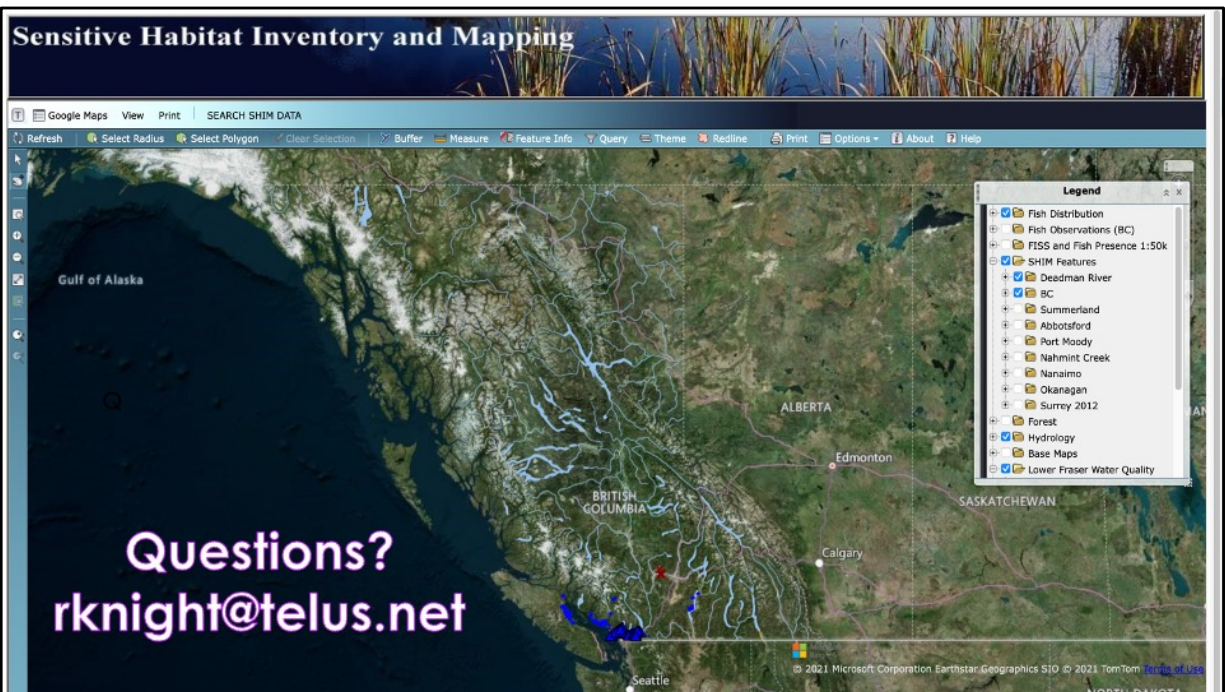 Sensitive Habitat Inventory and Mapping
T Google Maps View Print SEARCH SHIM DATA
Refresh Select Radius Select Polygon Clear Selection Buffer Measure Feature Info Query Theme Redline Print Options About Help
Legend
Fish Distribution
Fish Observations (BC)
FISS and Fish Presence 1:50k
SHIM Features
Deadman River
BC
Summerland
Abbotsford
Port Moody
Nahmint Creek
Nanaimo
Okanagan
Surrey 2012
Forest
Hydrology
Base Maps
Lower Fraser Water Quality
Gulf of Alaska
Q
ALBERTA
Edmonton
SASKATCHEWAN
BRITISH
COLUMBIA
Calgary
Questions?
rknight@telus.net
Seattle
© 2021 Microsoft Corporation Earthstar Geographics SIO © 2021 TomTom Terms of Use
NORTH DAKOTA